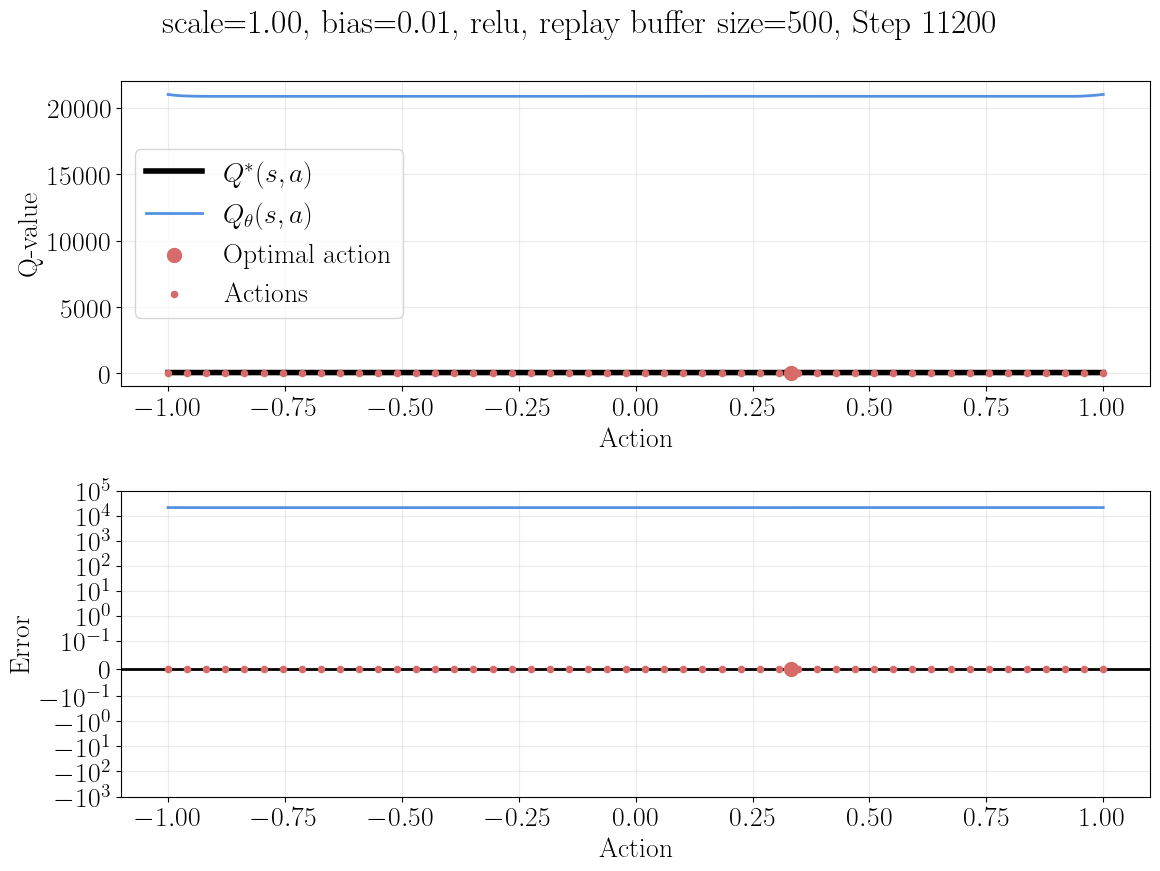 scale=1.00, bias=0.01, relu, replay buffer size=500, Step 11200
20000
15000
10000
5000
0
Q-value
Q*(s, a)
Q_θ(s, a)
Optimal action
Actions
−1.00 −0.75 −0.50 −0.25 0.00 0.25 0.50 0.75 1.00
Action
10^5
10^4
10^3
10^2
10^1
10^0
10^−1
0
−10^−1
−10^0
−10^1
−10^2
−10^3
Error
−1.00 −0.75 −0.50 −0.25 0.00 0.25 0.50 0.75 1.00
Action